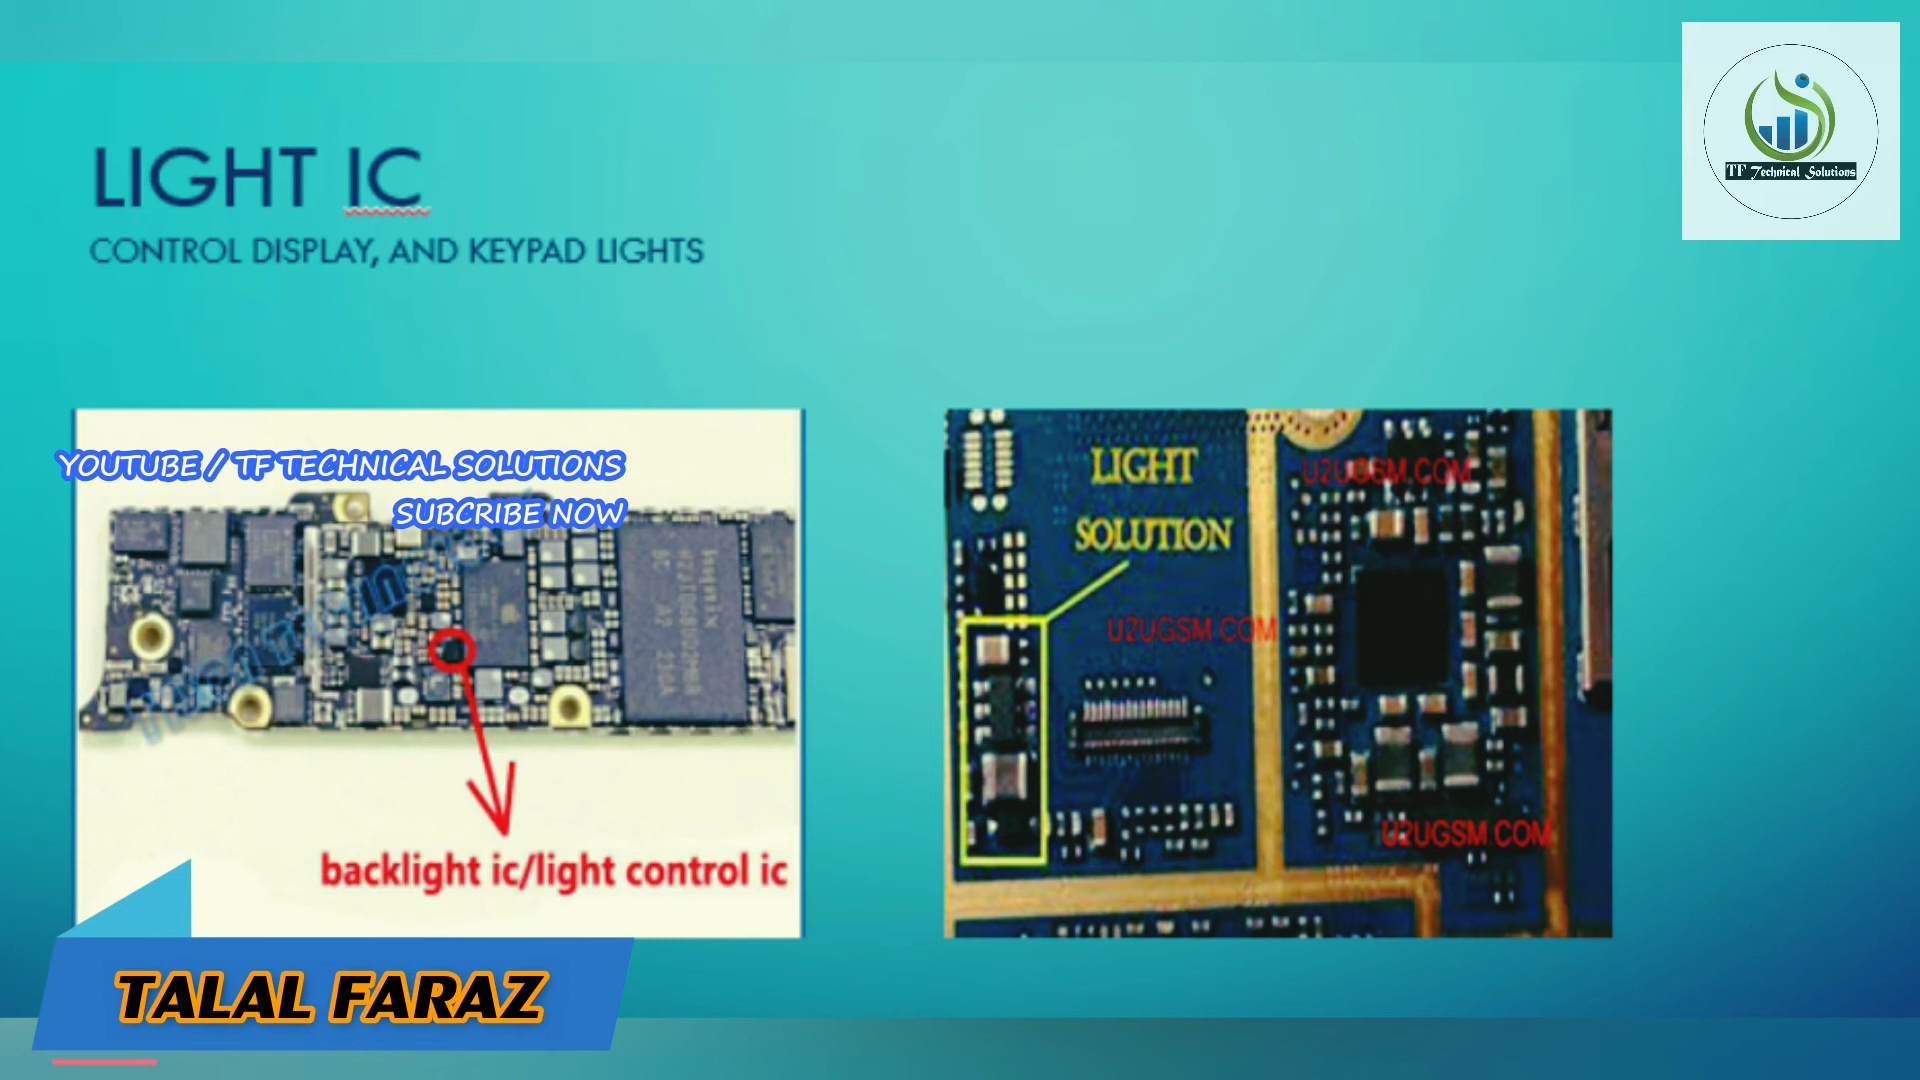 TF Technical Solutions
LIGHT IC
CONTROL DISPLAY, AND KEYPAD LIGHTS
YOUTUBE / TF TECHNICAL SOLUTIONS
SUBCRIBE NOW
backlight ic/light control ic
LIGHT
SOLUTION
U2UGSM.COM
U2UGSM.COM
U2UGSM.COM
TALAL FARAZ